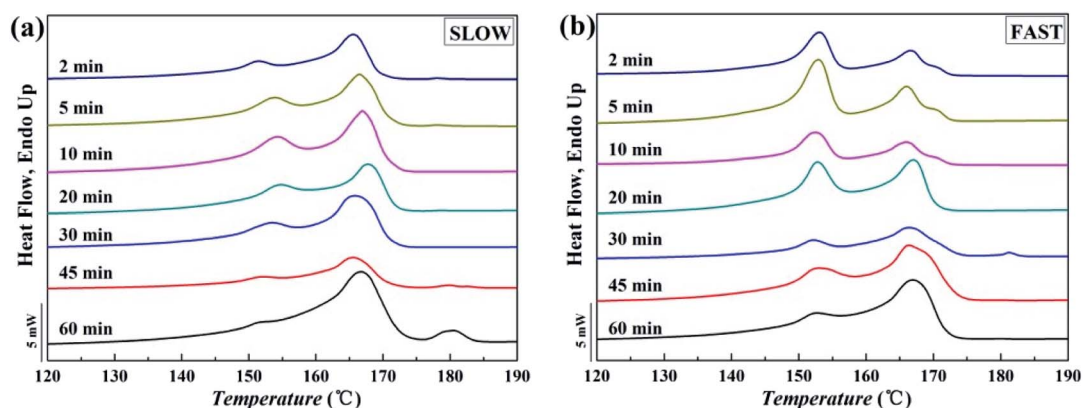 (a)
SLOW
2 min
5 min
10 min
20 min
30 min
45 min
60 min
5 mW
Heat Flow, Endo Up
120 130 140 150 160 170 180 190
Temperature (℃)
(b)
FAST
2 min
5 min
10 min
20 min
30 min
45 min
60 min
5 mW
Heat Flow, Endo Up
120 130 140 150 160 170 180 190
Temperature (℃)